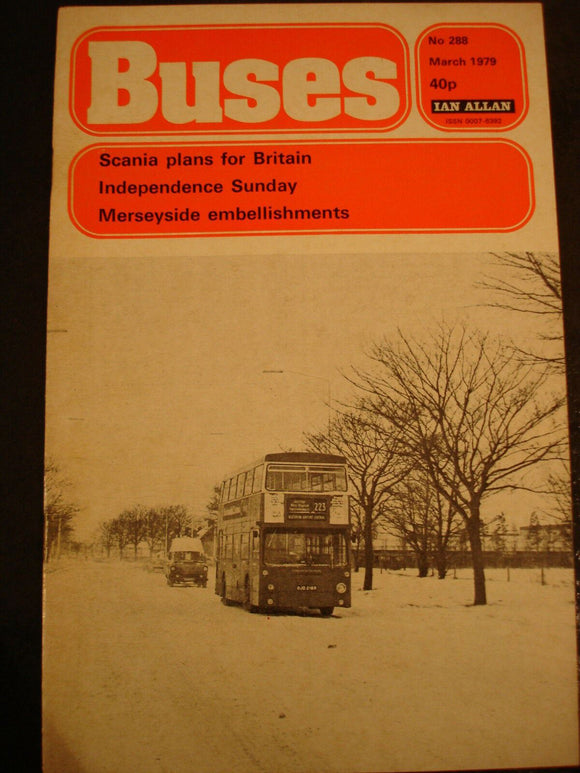 Buses
No 288
March 1979
40p
IAN ALLAN
ISSN 0007-6392
Scania plans for Britain
Independence Sunday
Merseyside embellishments
223